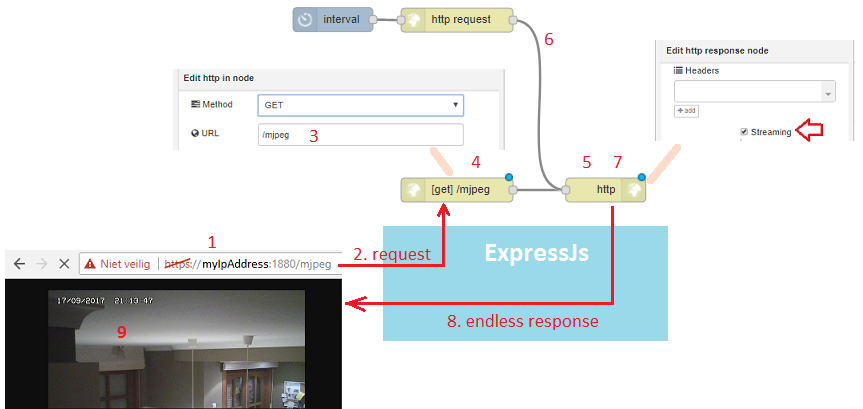 interval
http request
6
Edit http in node
Method
GET
URL
/mjpeg
3
Edit http response node
Headers
+ add
Streaming
4
5
7
[get] /mjpeg
http
1
2. request
ExpressJs
Niet veilig
https://myIpAddress:1880/mjpeg
8. endless response
17/09/2017 21:13:47
9